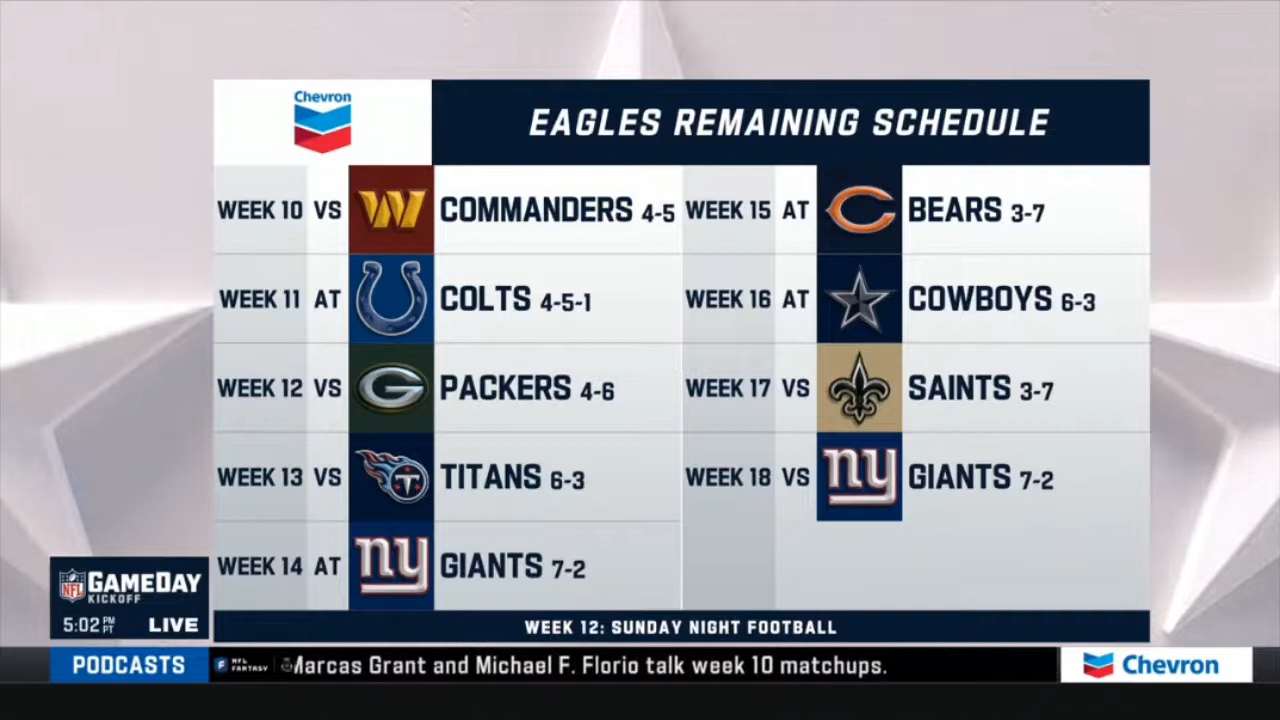 Chevron
EAGLES REMAINING SCHEDULE
WEEK 10 VS W COMMANDERS 4-5
WEEK 11 AT COLTS 4-5-1
WEEK 12 VS G PACKERS 4-6
WEEK 13 VS T TITANS 6-3
WEEK 14 AT ny GIANTS 7-2
WEEK 15 AT C BEARS 3-7
WEEK 16 AT COWBOYS 6-3
WEEK 17 VS SAINTS 3-7
WEEK 18 VS ny GIANTS 7-2
WEEK 12: SUNDAY NIGHT FOOTBALL
NFL GAMEDAY
KICKOFF
5:02 PM PT LIVE
PODCASTS
NFL FANTASY
Marcas Grant and Michael F. Florio talk week 10 matchups.
Chevron